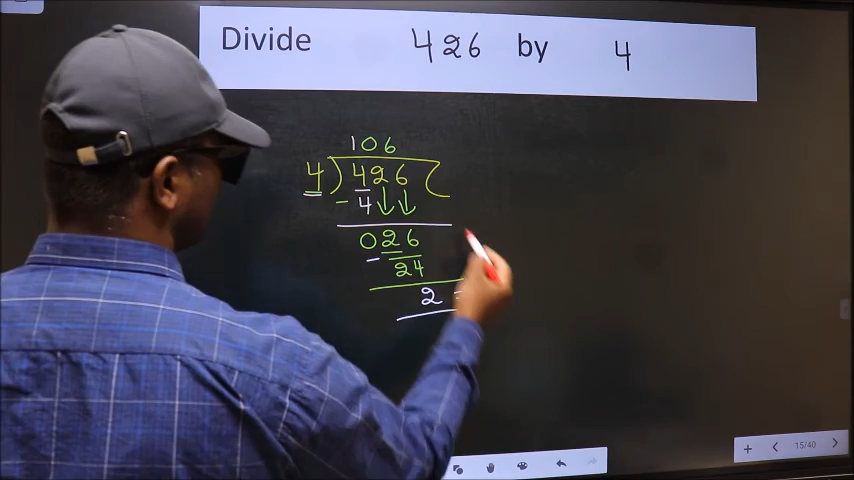 Divide 426 by 4
106
4 ) 426 (
- 4 ↓ ↓
026
- 24
2
15/40